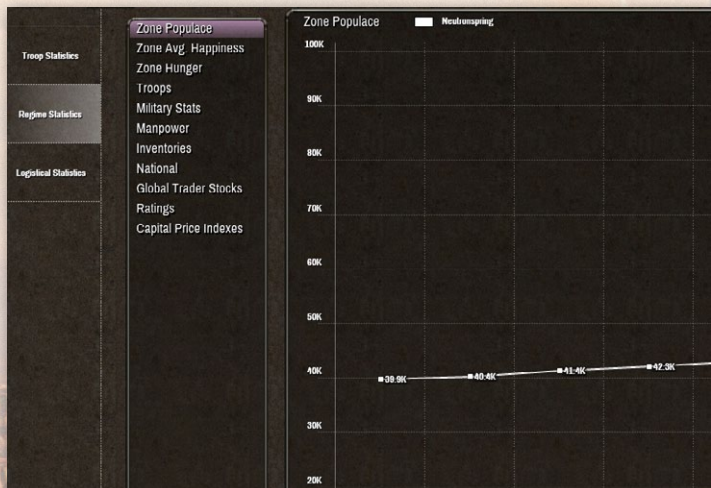 Troop Statistics
Regime Statistics
Logistical Statistics
Zone Populace
Zone Avg. Happiness
Zone Hunger
Troops
Military Stats
Manpower
Inventories
National
Global Trader Stocks
Ratings
Capital Price Indexes
Zone Populace
Neutronspring
100K
90K
80K
70K
60K
50K
40K
30K
20K
39.9K
40.4K
41.4K
42.3K